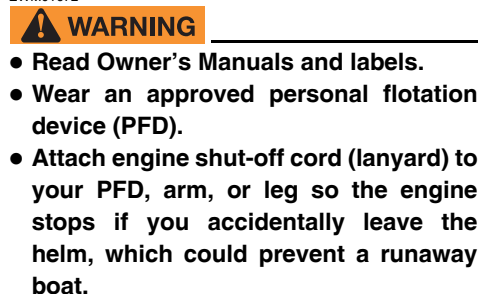 WARNING
● Read Owner's Manuals and labels.
● Wear an approved personal flotation
device (PFD).
● Attach engine shut-off cord (lanyard) to
your PFD, arm, or leg so the engine
stops if you accidentally leave the
helm, which could prevent a runaway
boat.